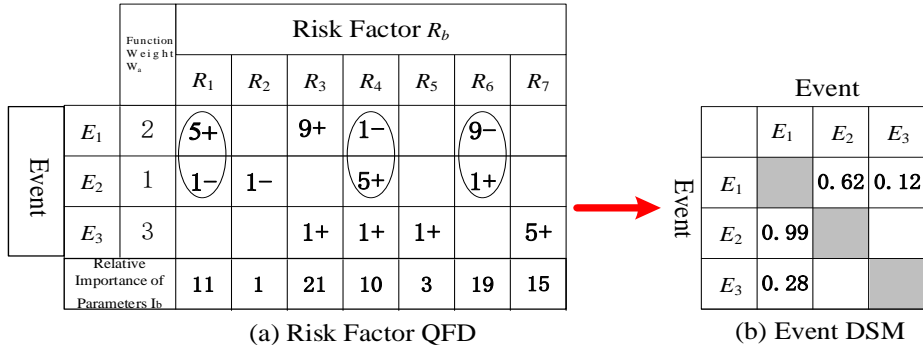 Function Weight Wₐ
Risk Factor R_b
R₁ R₂ R₃ R₄ R₅ R₆ R₇
Event
E₁ 2 5+ 9+ 1− 9−
E₂ 1 1− 1− 5+ 1+
E₃ 3 1+ 1+ 1+ 5+
Relative
Importance of
Parameters I_b
11 1 21 10 3 19 15
(a) Risk Factor QFD
Event
E₁ E₂ E₃
Event
E₁ 0.62 0.12
E₂ 0.99
E₃ 0.28
(b) Event DSM